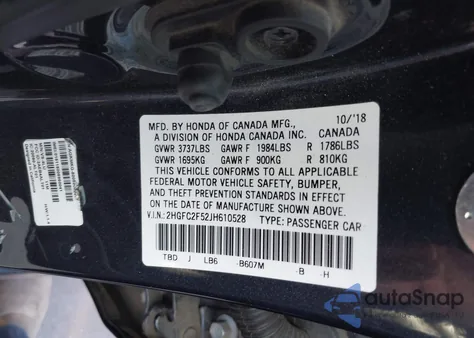 10/'18
MFD. BY HONDA OF CANADA MFG.,
A DIVISION OF HONDA CANADA INC. CANADA
GVWR 3737LBS GAWR F 1984LBS R 1786LBS
GVWR 1695KG GAWR F 900KG R 810KG
THIS VEHICLE CONFORMS TO ALL APPLICABLE
FEDERAL MOTOR VEHICLE SAFETY, BUMPER,
AND THEFT PREVENTION STANDARDS IN EFFECT
ON THE DATE OF MANUFACTURE SHOWN ABOVE.
V.I.N.: 2HGFC2F52JH610528 TYPE: PASSENGER CAR
TBD J LB6 B607M B H
autoSnap